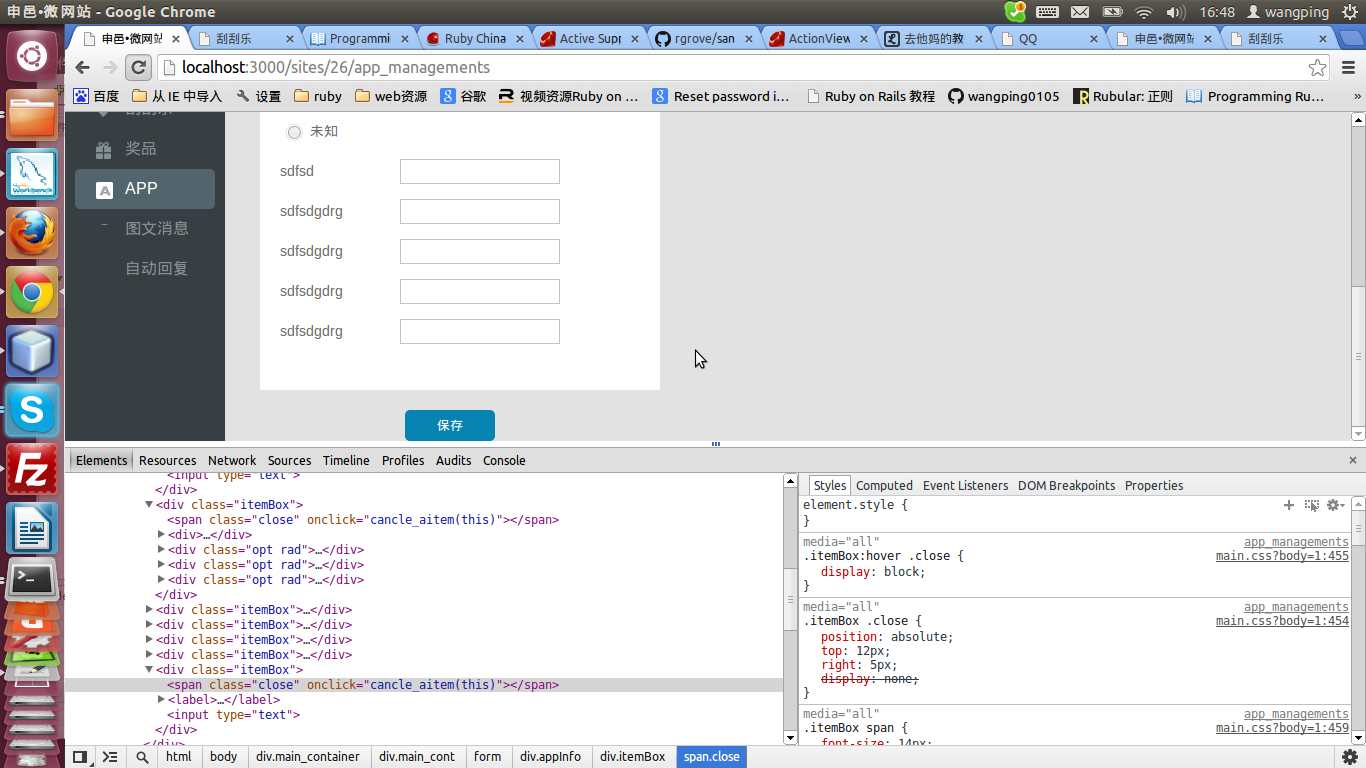 申邑•微网站 - Google Chrome
16:48 wangping
申邑•微网站 刮刮乐 Programmi Ruby China Active Supp rgrove/san ActionView 去他妈的教 QQ 申邑•微网站 刮刮乐
localhost:3000/sites/26/app_managements
百度 从 IE 中导入 设置 ruby web资源 谷歌 视频资源Ruby on ... Reset password i... Ruby on Rails 教程 wangping0105 Rubular: 正则 Programming Ru... »
刮刮乐
奖品
APP
图文消息
自动回复
未知
sdfsd
sdfsdgdrg
sdfsdgdrg
sdfsdgdrg
sdfsdgdrg
保存
Elements Resources Network Sources Timeline Profiles Audits Console
<input type="text">
</div>
▼<div class="itemBox">
<span class="close" onclick="cancle_aitem(this)"></span>
▶<div>…</div>
▶<div class="opt rad">…</div>
▶<div class="opt rad">…</div>
▶<div class="opt rad">…</div>
</div>
▶<div class="itemBox">…</div>
▶<div class="itemBox">…</div>
▶<div class="itemBox">…</div>
▶<div class="itemBox">…</div>
▼<div class="itemBox">
<span class="close" onclick="cancle_aitem(this)"></span>
▶<label>…</label>
<input type="text">
</div>
</div>
Styles Computed Event Listeners DOM Breakpoints Properties
element.style {
}
media="all" app_managements
.itemBox:hover .close { main.css?body=1:455
display: block;
}
media="all" app_managements
.itemBox .close { main.css?body=1:454
position: absolute;
top: 12px;
right: 5px;
display: none;
}
media="all" app_managements
.itemBox span { main.css?body=1:459
font-size: 14px;
html body div.main_container div.main_cont form div.appInfo div.itemBox span.close